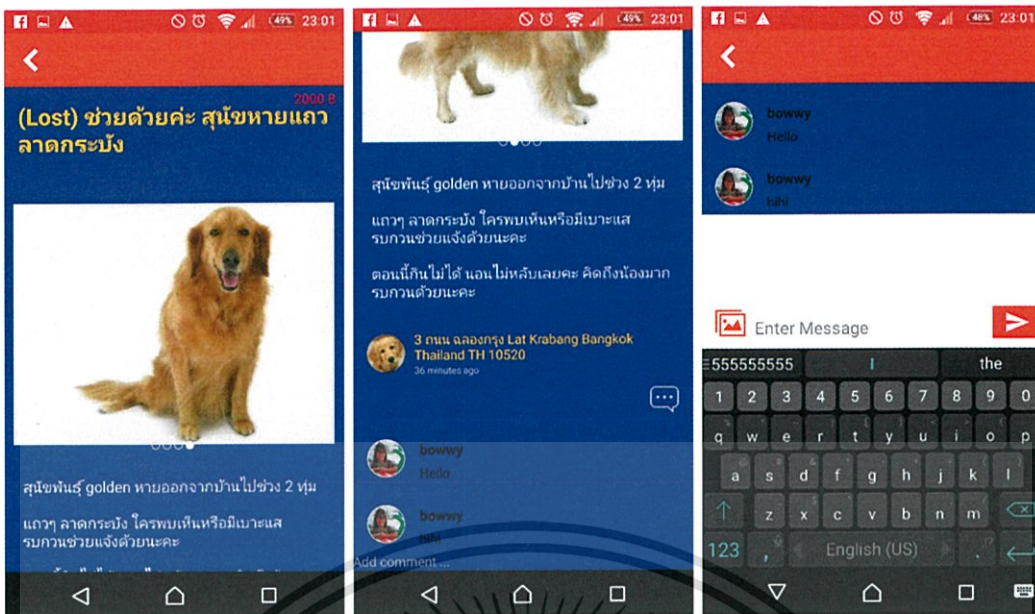 49% 23:01
2000 B
(Lost) ช่วยด้วยค่ะ สุนัขหายแถว
ลาดกระบัง
สุนัขพันธุ์ golden หายออกจากบ้านไปช่วง 2 ทุ่ม
แถวๆ ลาดกระบัง ใครพบเห็นหรือมีเบาะแส
รบกวนช่วยแจ้งด้วยนะคะ
49% 23:01
สุนัขพันธุ์ golden หายออกจากบ้านไปช่วง 2 ทุ่ม
แถวๆ ลาดกระบัง ใครพบเห็นหรือมีเบาะแส
รบกวนช่วยแจ้งด้วยนะคะ
ตอนนี้กินไม่ได้ นอนไม่หลับเลยคะ คิดถึงน้องมาก
รบกวนด้วยนะคะ
3 ถนน ฉลองกรุง Lat Krabang Bangkok
Thailand TH 10520
36 minutes ago
bowwy
Hello
bowwy
hihi
Add comment ...
48% 23:01
bowwy
Hello
bowwy
hihi
Enter Message
555555555 I the
1 2 3 4 5 6 7 8 9 0
q w e r t y u i o p
a s d f g h j k l
z x c v b n m
123 , English (US) .